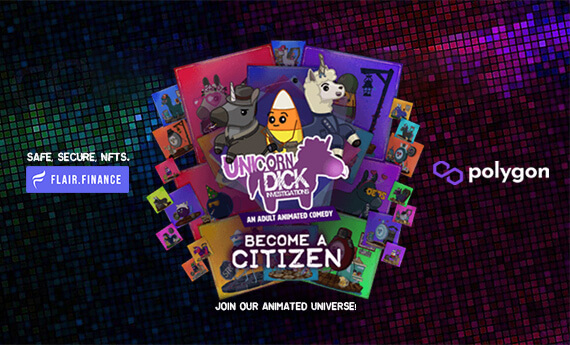 SAFE, SECURE, NFTS.
FLAIR.FINANCE
polygon
UNICORN
DICK
INVESTIGATIONS
AN ADULT ANIMATED COMEDY
BECOME A
CITIZEN
JOIN OUR ANIMATED UNIVERSE!